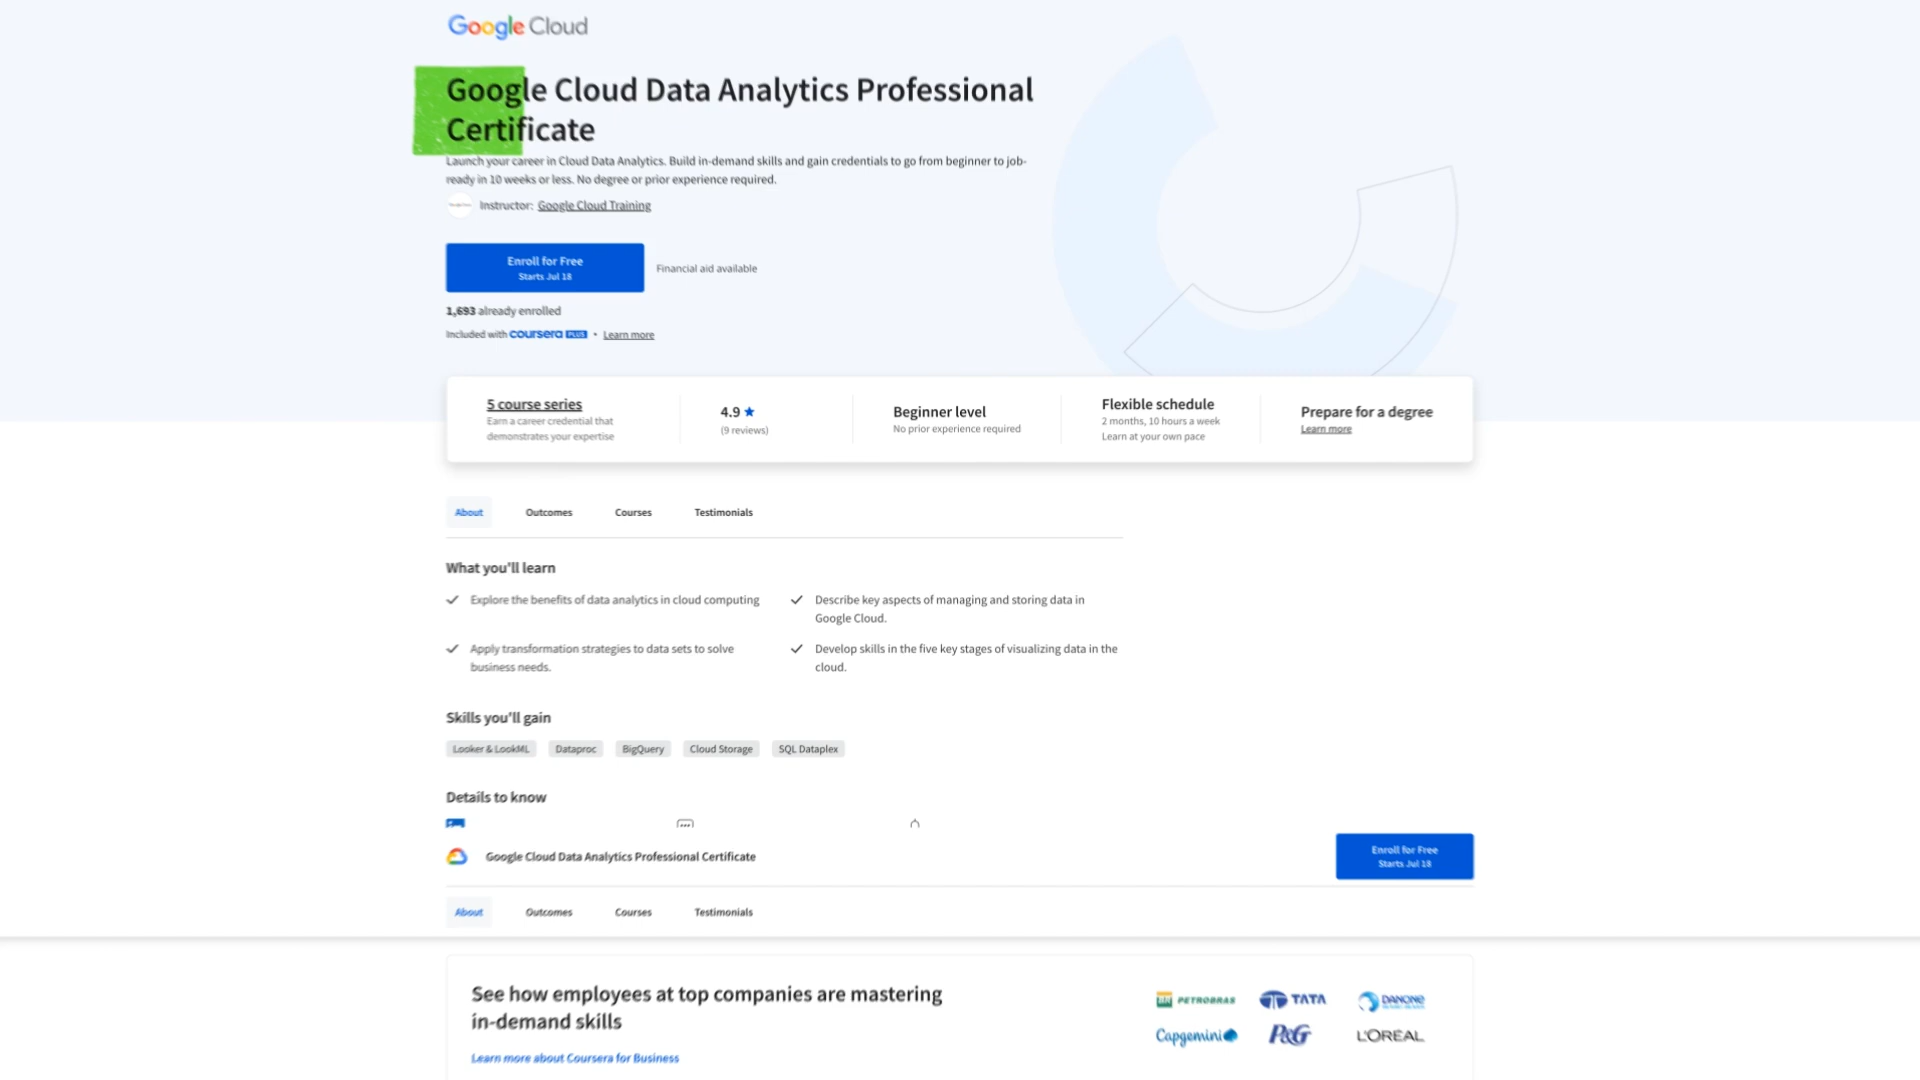 Google Cloud
Google Cloud Data Analytics Professional
Certificate
Launch your career in Cloud Data Analytics. Build in-demand skills and gain credentials to go from beginner to job-
ready in 10 weeks or less. No degree or prior experience required.
Instructor: Google Cloud Training
Enroll for Free
Starts Jul 18
Financial aid available
1,693 already enrolled
Included with coursera PLUS • Learn more
5 course series
Earn a career credential that
demonstrates your expertise
4.9 ★
(9 reviews)
Beginner level
No prior experience required
Flexible schedule
2 months, 10 hours a week
Learn at your own pace
Prepare for a degree
Learn more
About Outcomes Courses Testimonials
What you'll learn
Explore the benefits of data analytics in cloud computing
Describe key aspects of managing and storing data in
Google Cloud.
Apply transformation strategies to data sets to solve
business needs.
Develop skills in the five key stages of visualizing data in the
cloud.
Skills you'll gain
Looker & LookML Dataproc BigQuery Cloud Storage SQL Dataplex
Details to know
Google Cloud Data Analytics Professional Certificate
Enroll for Free
Starts Jul 18
About Outcomes Courses Testimonials
See how employees at top companies are mastering
in-demand skills
Learn more about Coursera for Business
BR PETROBRAS TATA DANONE
Capgemini P&G L'ORÉAL